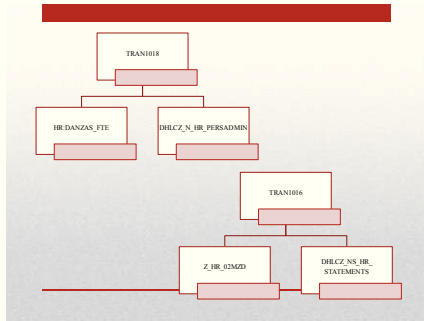 TRAN1018
HR:DANZAS_FTE
DHLCZ_N_HR_PERSADMIN
TRAN1016
Z_HR_02MZD
DHLCZ_NS_HR_
STATEMENTS